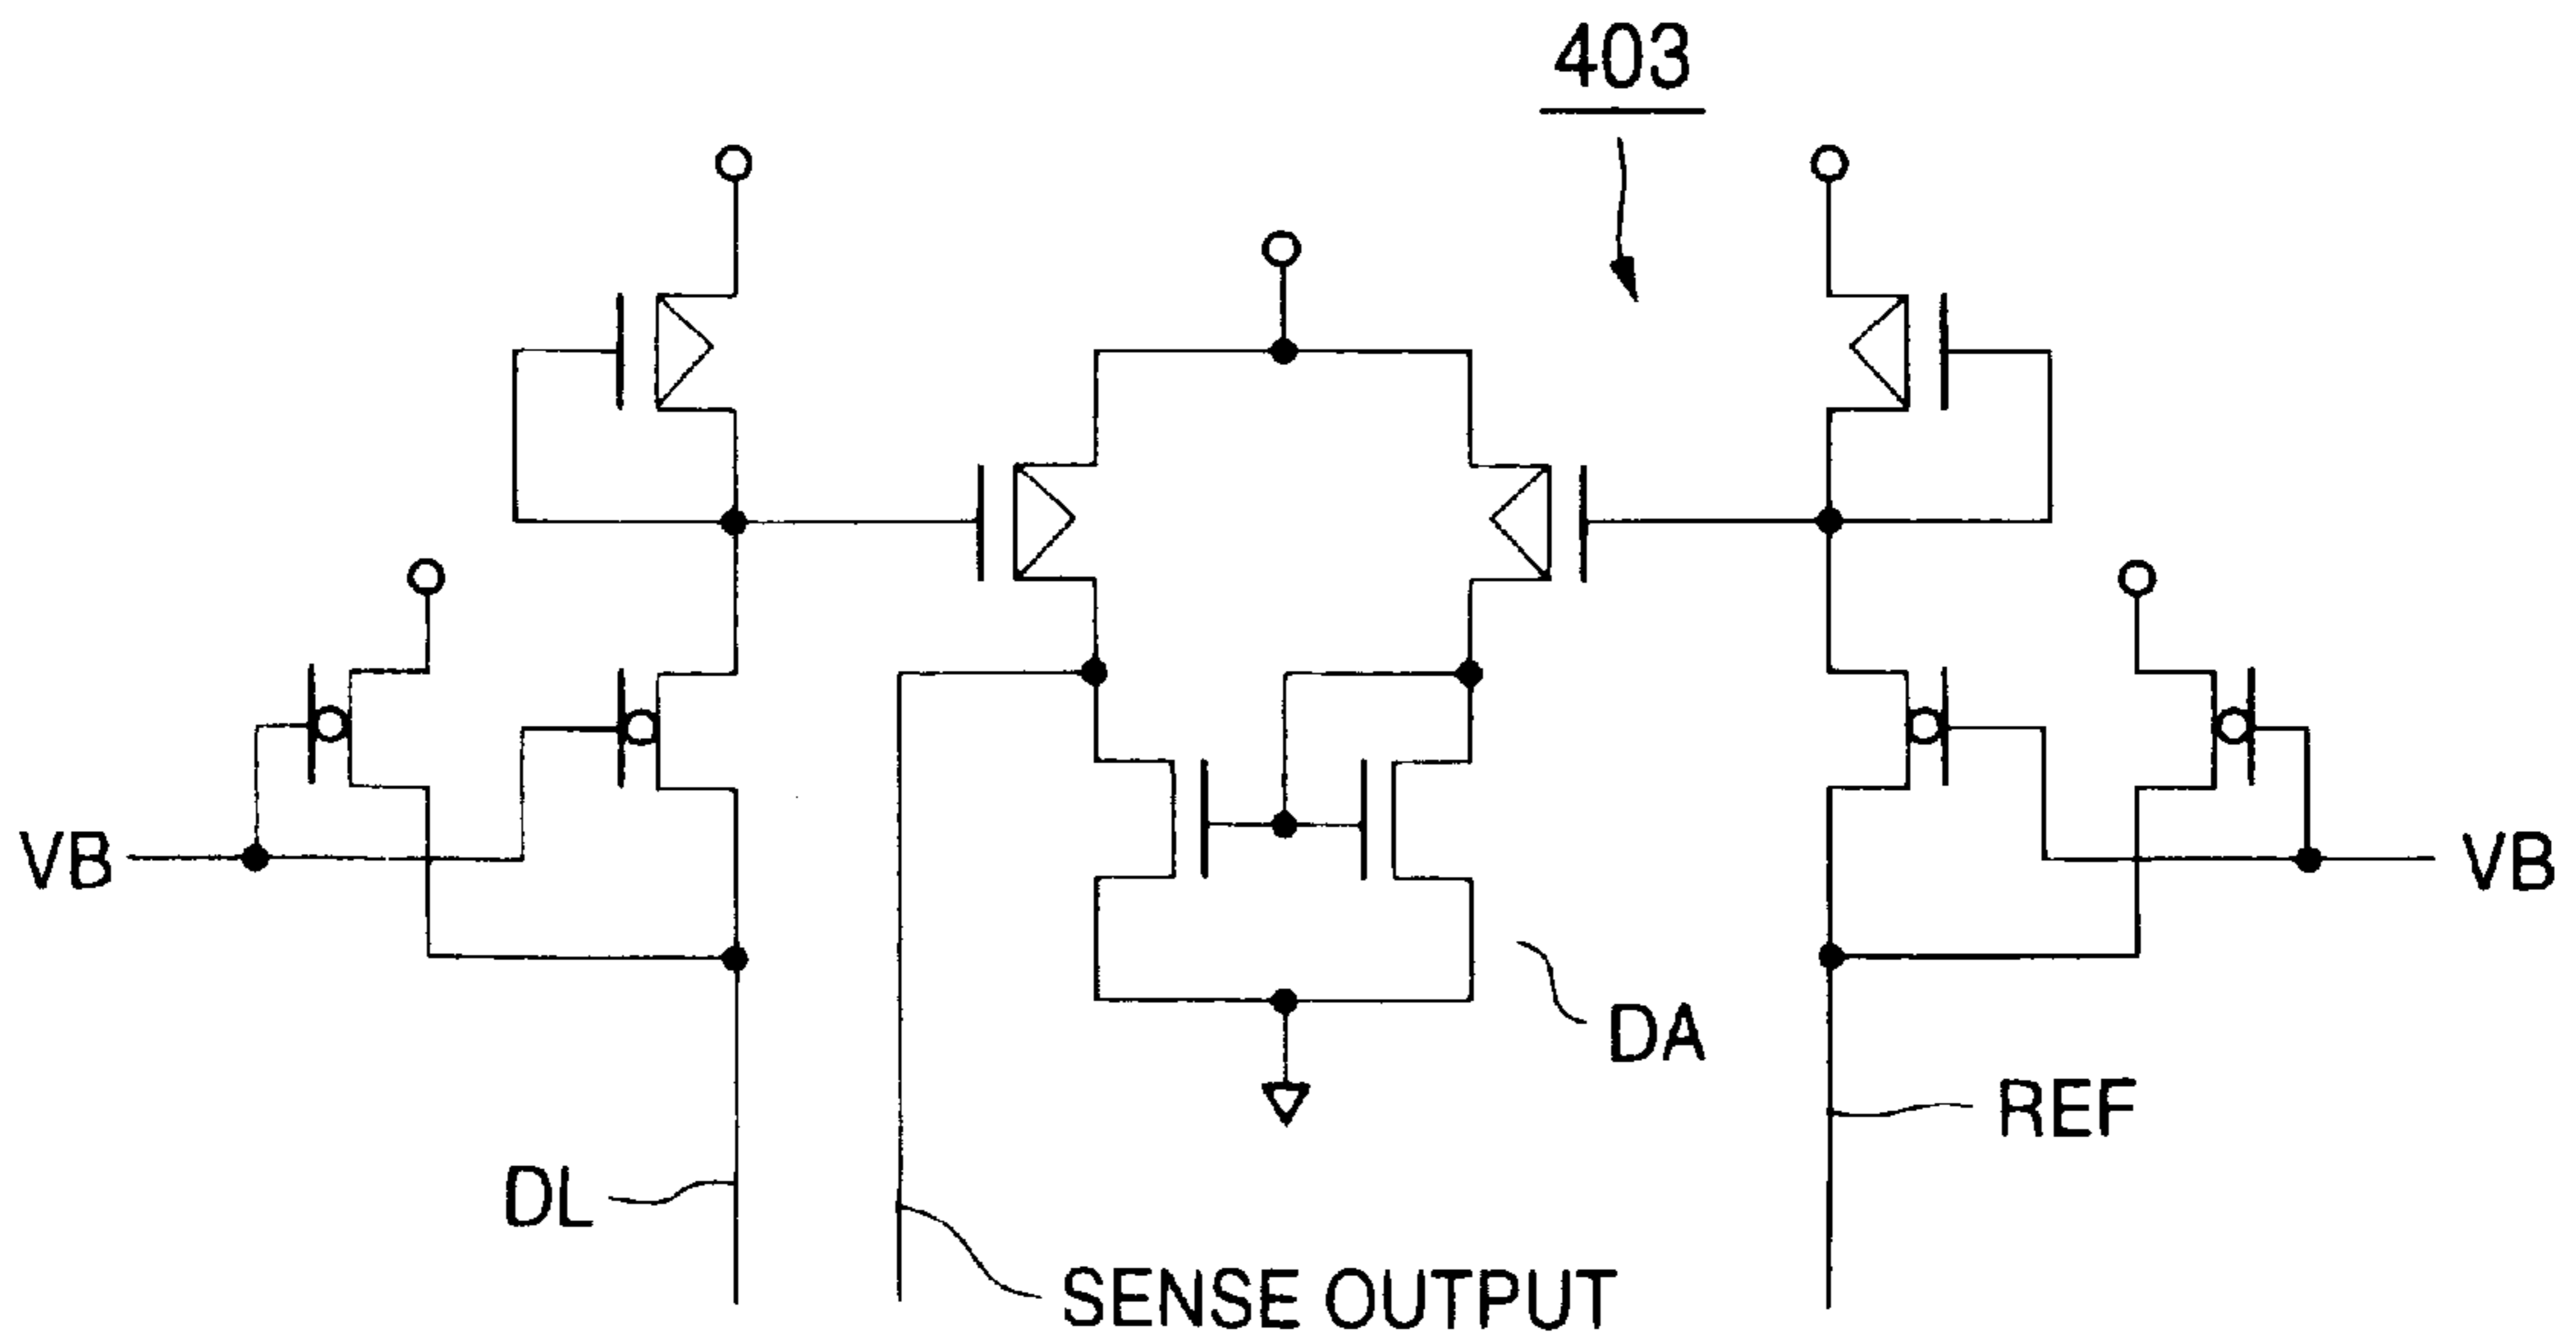 403
VB
VB
DA
REF
DL
SENSE OUTPUT